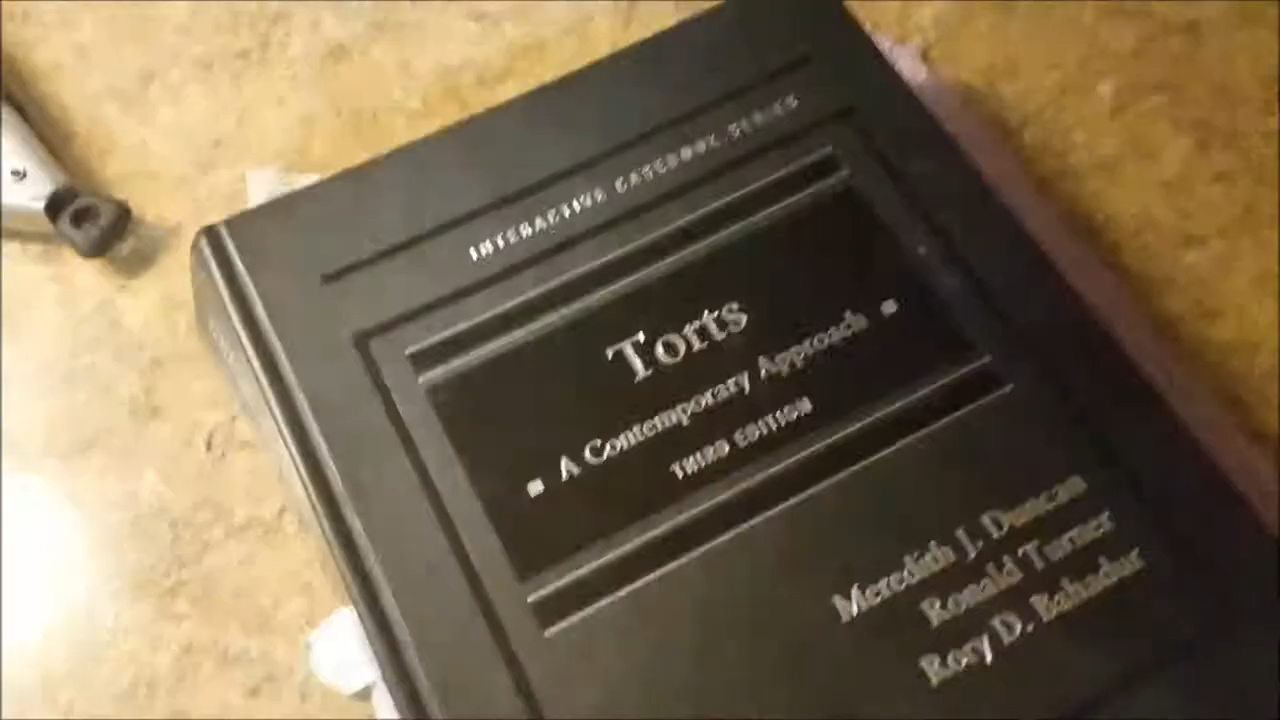 INTERACTIVE CASEBOOK SERIES
Torts
▪ A Contemporary Approach ▪
THIRD EDITION
Meredith J. Duncan
Ronald Turner
Rory D. Bahadur